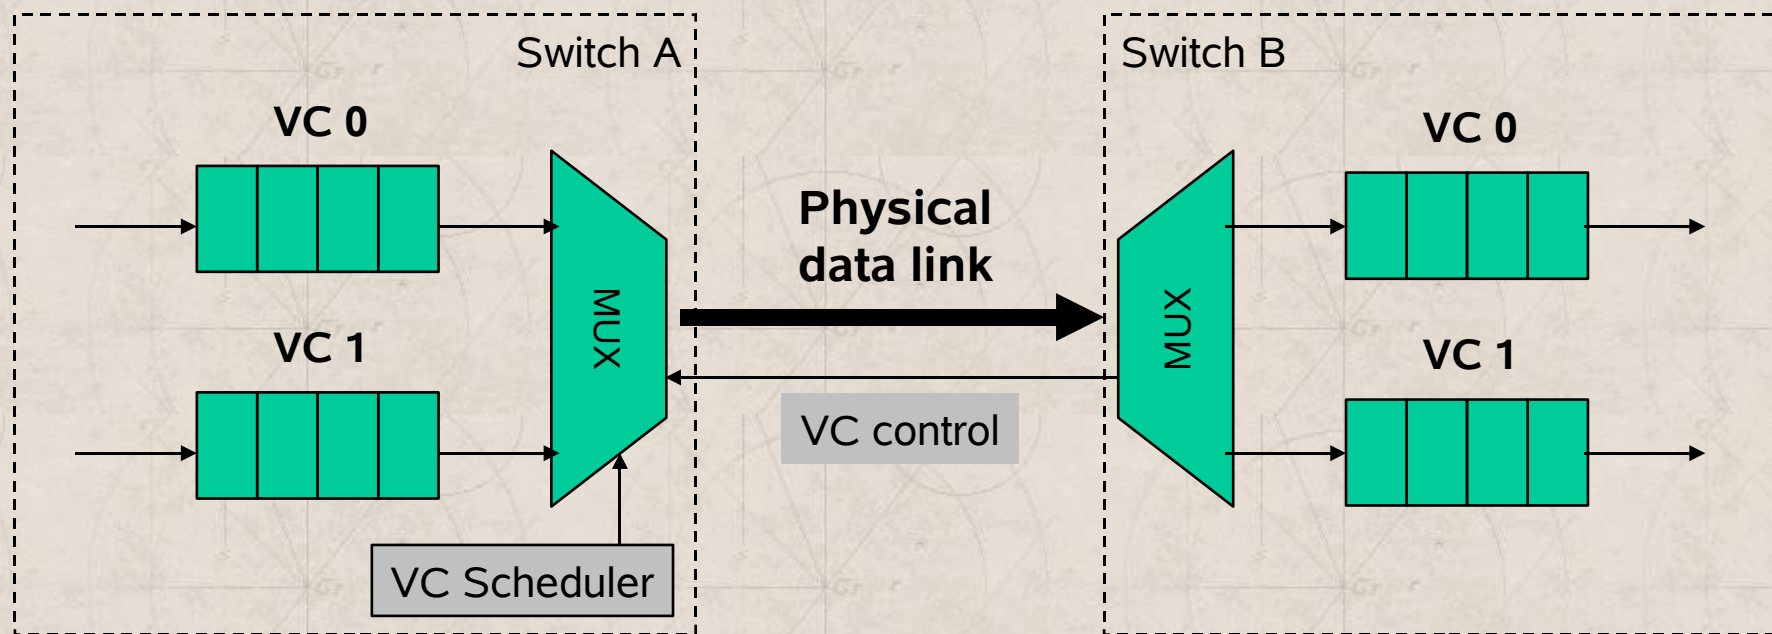 Switch A
Switch B
VC 0
VC 0
Physical
data link
MUX
MUX
VC 1
VC 1
VC control
VC Scheduler